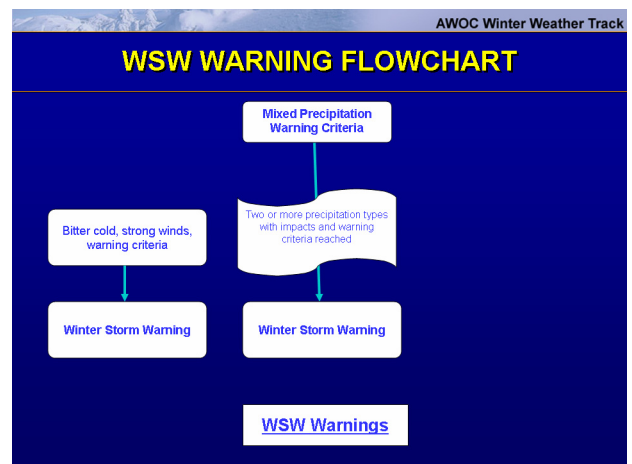 AWOC Winter Weather Track
WSW WARNING FLOWCHART
Mixed Precipitation
Warning Criteria
Two or more precipitation types
with impacts and warning
criteria reached
Bitter cold, strong winds,
warning criteria
Winter Storm Warning
Winter Storm Warning
WSW Warnings